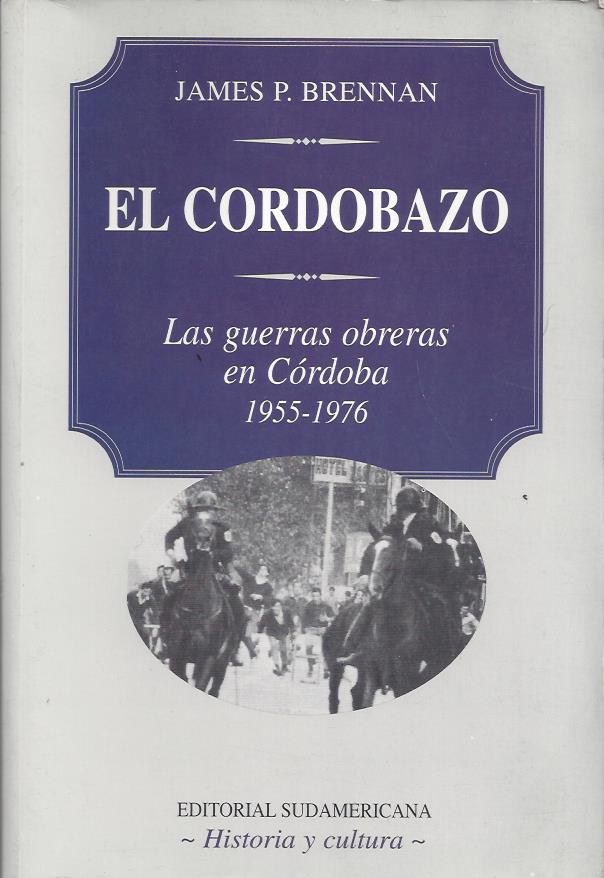 JAMES P. BRENNAN
EL CORDOBAZO
Las guerras obreras
en Córdoba
1955-1976
HOTEL
EDITORIAL SUDAMERICANA
~ Historia y cultura ~